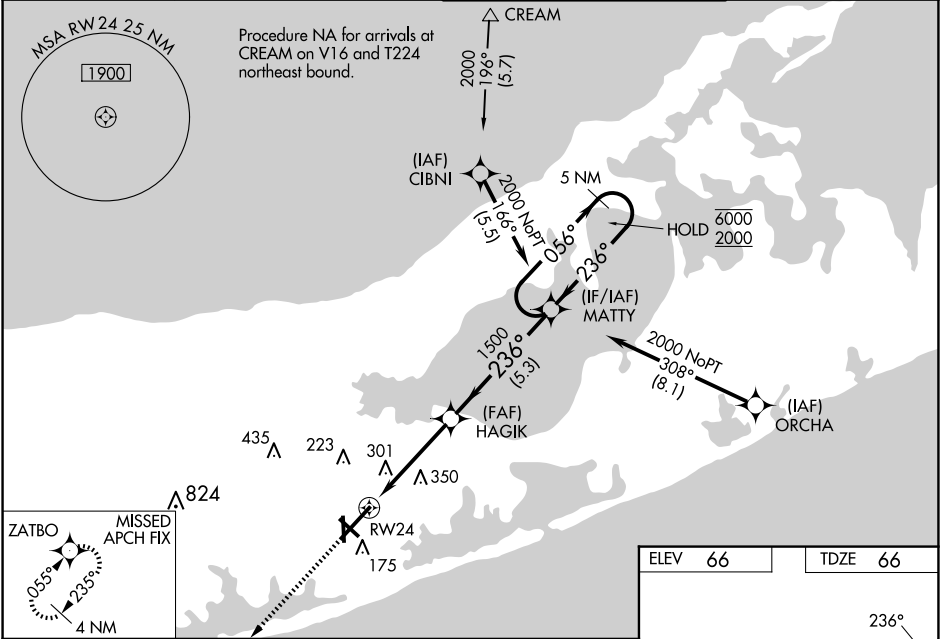 MSA RW24 25 NM
1900
Procedure NA for arrivals at
CREAM on V16 and T224
northeast bound.
CREAM
2000
196°
(5.7)
(IAF)
CIBNI
2000 NoPT
166°
(5.5)
5 NM
056°
236°
HOLD
6000
2000
(IF/IAF)
MATTY
1500
236°
(5.3)
2000 NoPT
308°
(8.1)
(IAF)
ORCHA
(FAF)
HAGIK
435
223
301
350
824
RW24
175
ZATBO
MISSED
APCH FIX
055°
235°
4 NM
ELEV 66
TDZE 66
236°